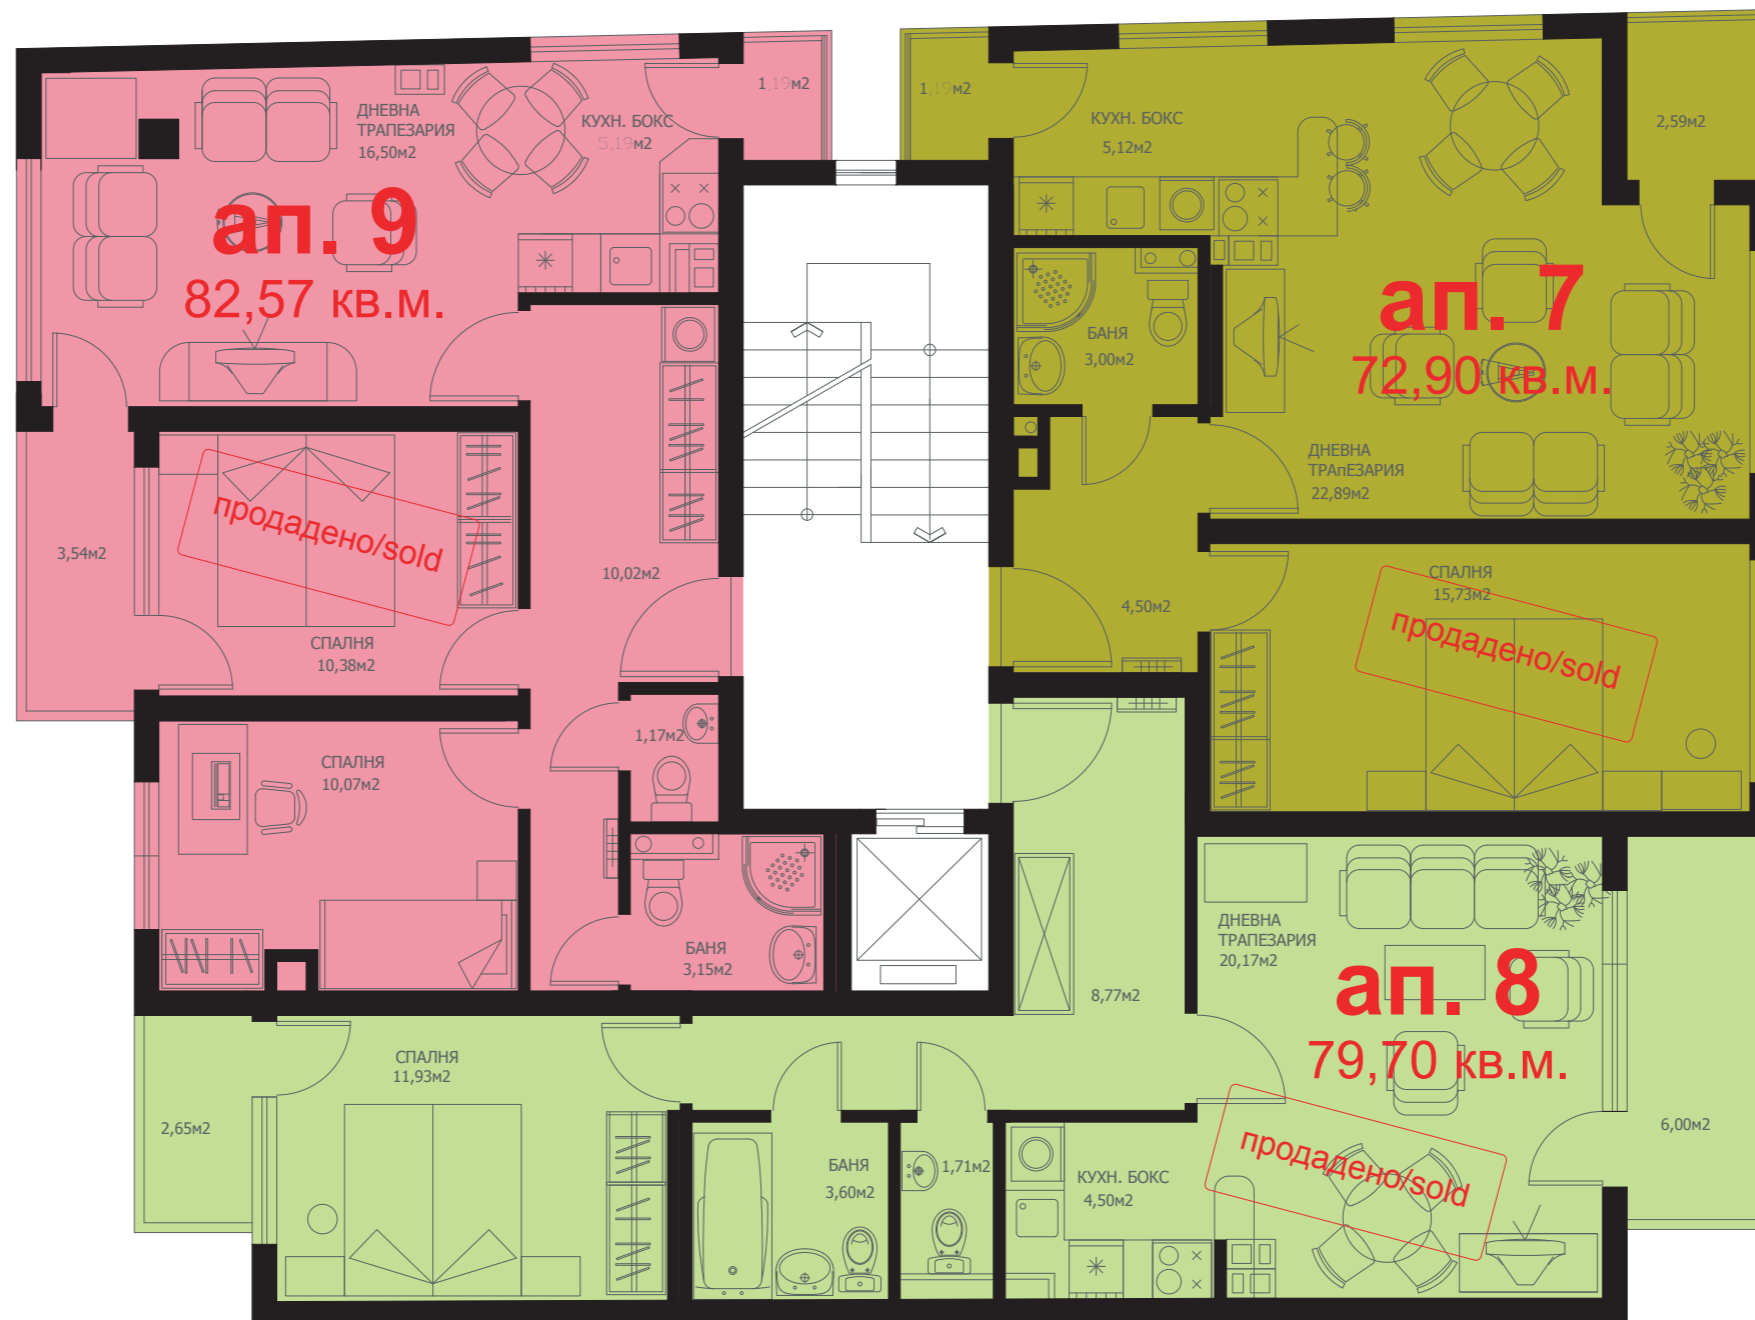 ДНЕВНА
ТРАПЕЗАРИЯ
16,50м2
КУХН. БОКС
5,19м2
1,19м2
ап. 9
82,57 кв.м.
3,54м2
продадено/sold
СПАЛНЯ
10,38м2
10,02м2
СПАЛНЯ
10,07м2
1,17м2
БАНЯ
3,15м2
1,19м2
КУХН. БОКС
5,12м2
2,59м2
ап. 7
72,90 кв.м.
БАНЯ
3,00м2
ДНЕВНА
ТРАпЕЗАРИЯ
22,89м2
4,50м2
СПАЛНЯ
15,73м2
продадено/sold
ДНЕВНА
ТРАПЕЗАРИЯ
20,17м2
ап. 8
79,70 кв.м.
8,77м2
СПАЛНЯ
11,93м2
2,65м2
БАНЯ
3,60м2
1,71м2
КУХН. БОКС
4,50м2
продадено/sold
6,00м2